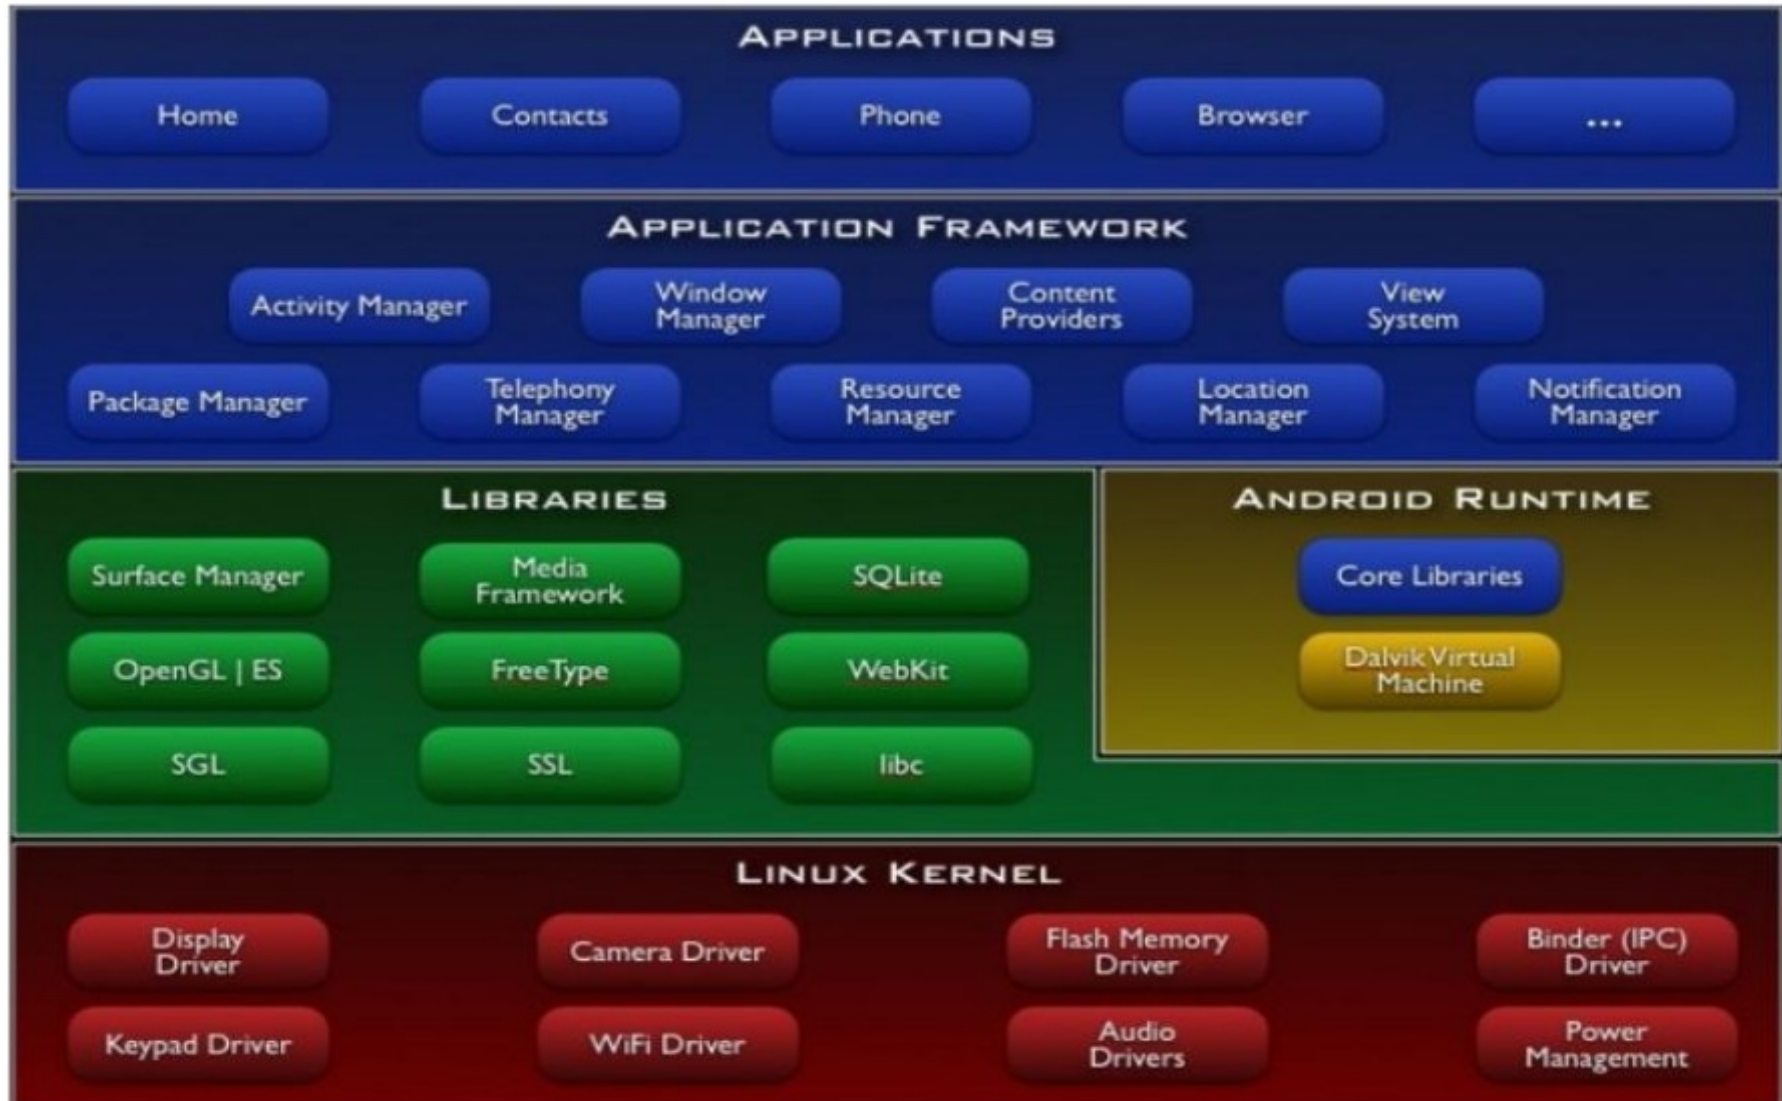 APPLICATIONS
Home
Contacts
Phone
Browser
...
APPLICATION FRAMEWORK
Activity Manager
Window
Manager
Content
Providers
View
System
Package Manager
Telephony
Manager
Resource
Manager
Location
Manager
Notification
Manager
LIBRARIES
Surface Manager
Media
Framework
SQLite
OpenGL | ES
FreeType
WebKit
SGL
SSL
libc
ANDROID RUNTIME
Core Libraries
Dalvik Virtual
Machine
LINUX KERNEL
Display
Driver
Camera Driver
Flash Memory
Driver
Binder (IPC)
Driver
Keypad Driver
WiFi Driver
Audio
Drivers
Power
Management